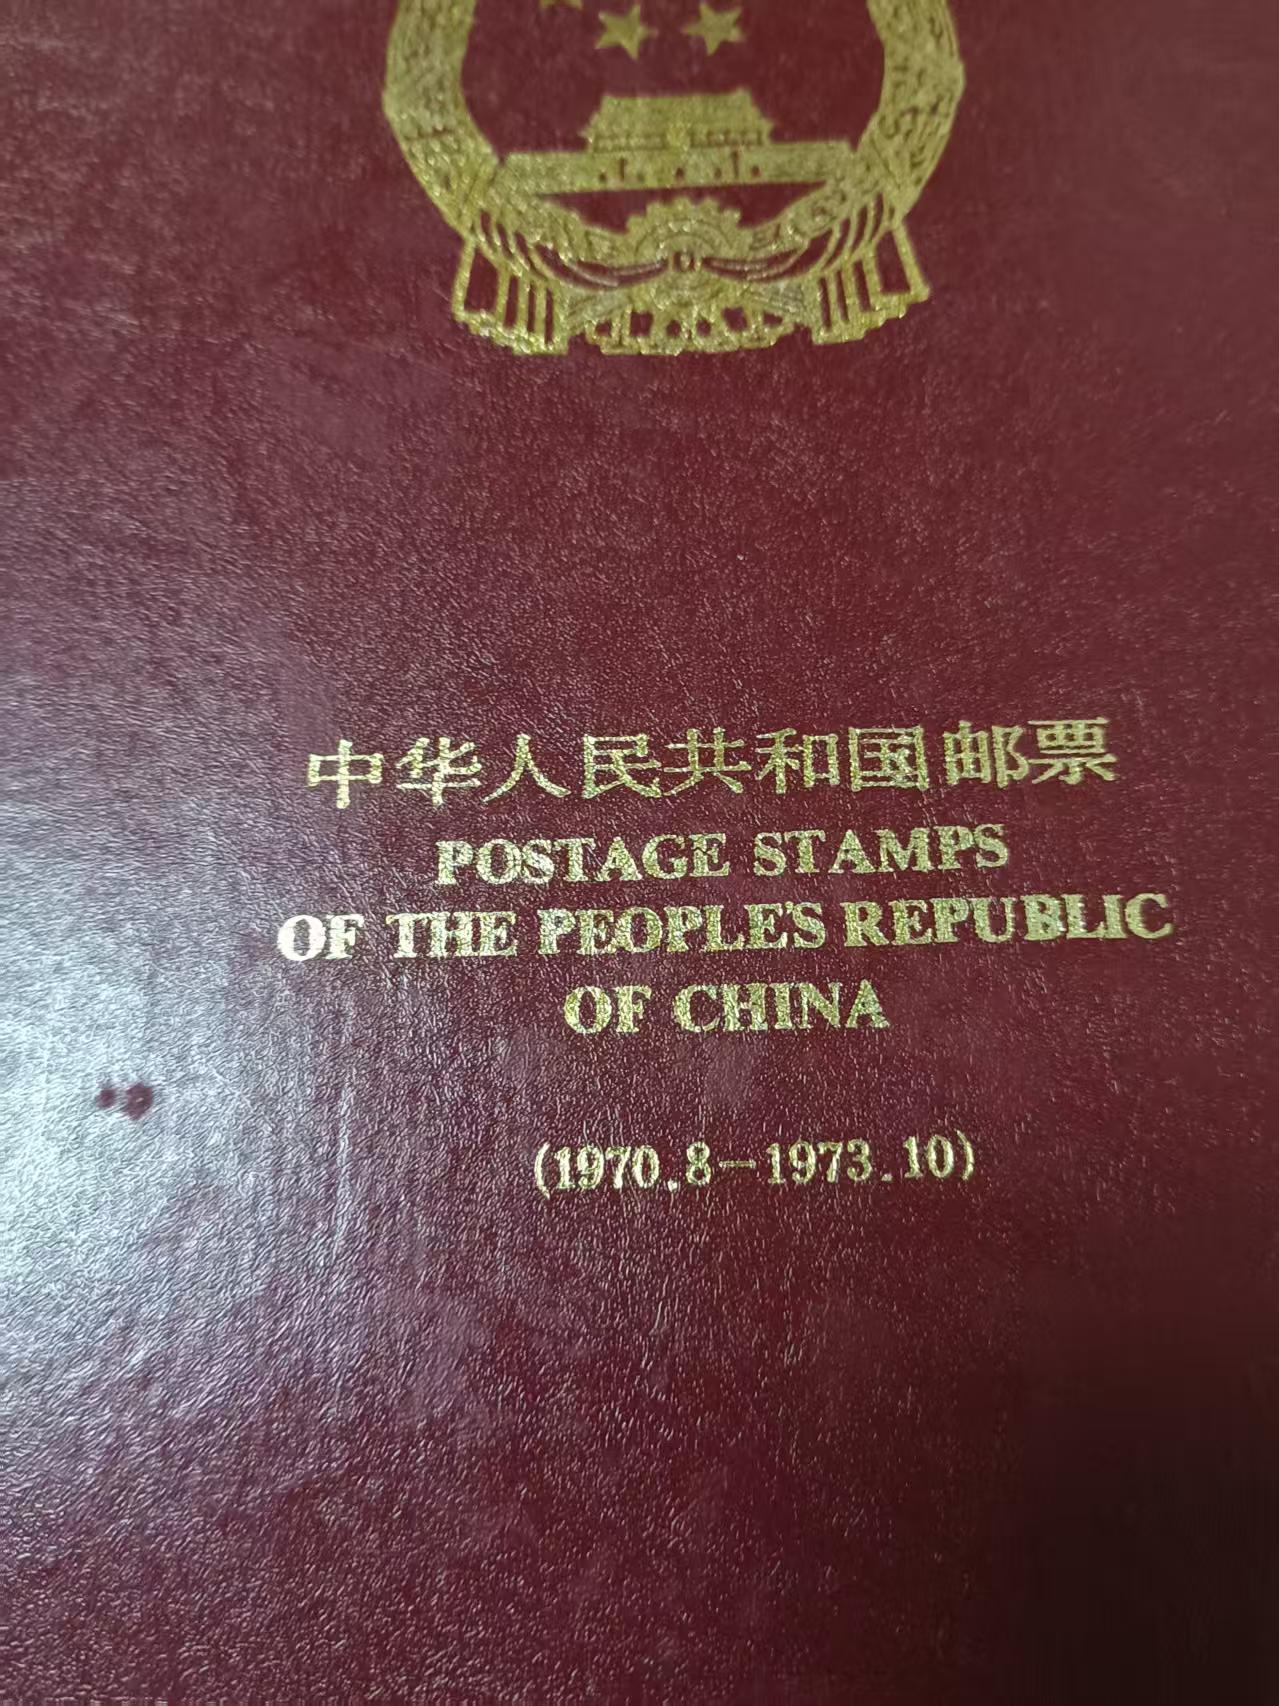 中华人民共和国邮票
POSTAGE STAMPS
OF THE PEOPLE'S REPUBLIC
OF CHINA
(1970.8-1973.10)